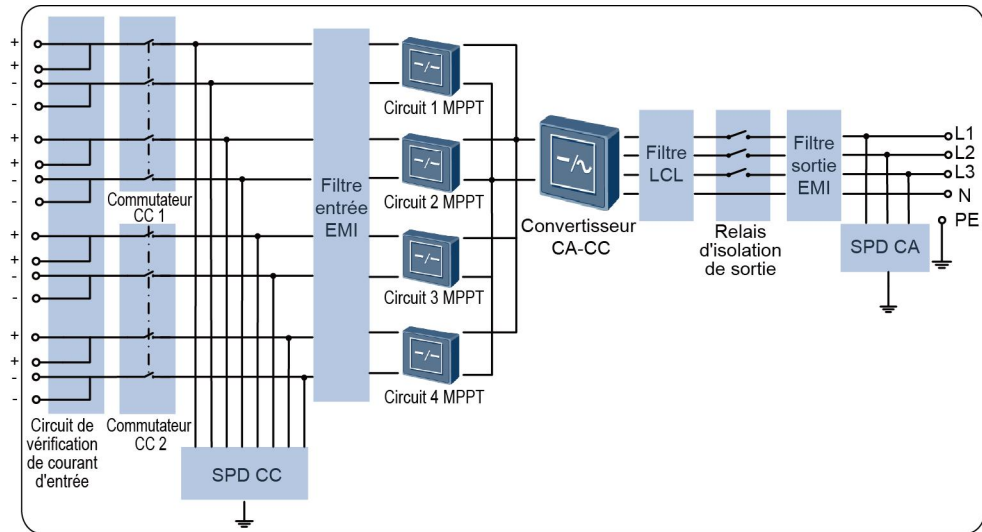 +
+
-
-
+
+
-
-
+
+
-
-
+
+
-
-
Circuit de
vérification
de courant
d'entrée
Commutateur
CC 1
Commutateur
CC 2
SPD CC
Filtre
entrée
EMI
Circuit 1 MPPT
Circuit 2 MPPT
Circuit 3 MPPT
Circuit 4 MPPT
Convertisseur
CA-CC
Filtre
LCL
Relais
d'isolation
de sortie
Filtre
sortie
EMI
L1
L2
L3
N
PE
SPD CA